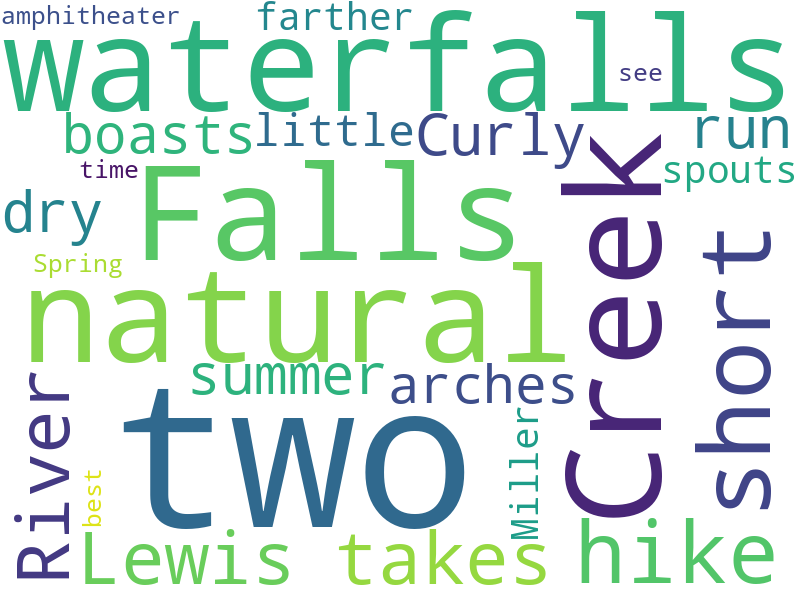 amphitheater
farther
waterfalls
see
boasts
little
Curly
run
time
spouts
dry
Falls
Creek
short
Spring
natural
summer
arches
River
two
Miller
best
Lewis
takes
hike